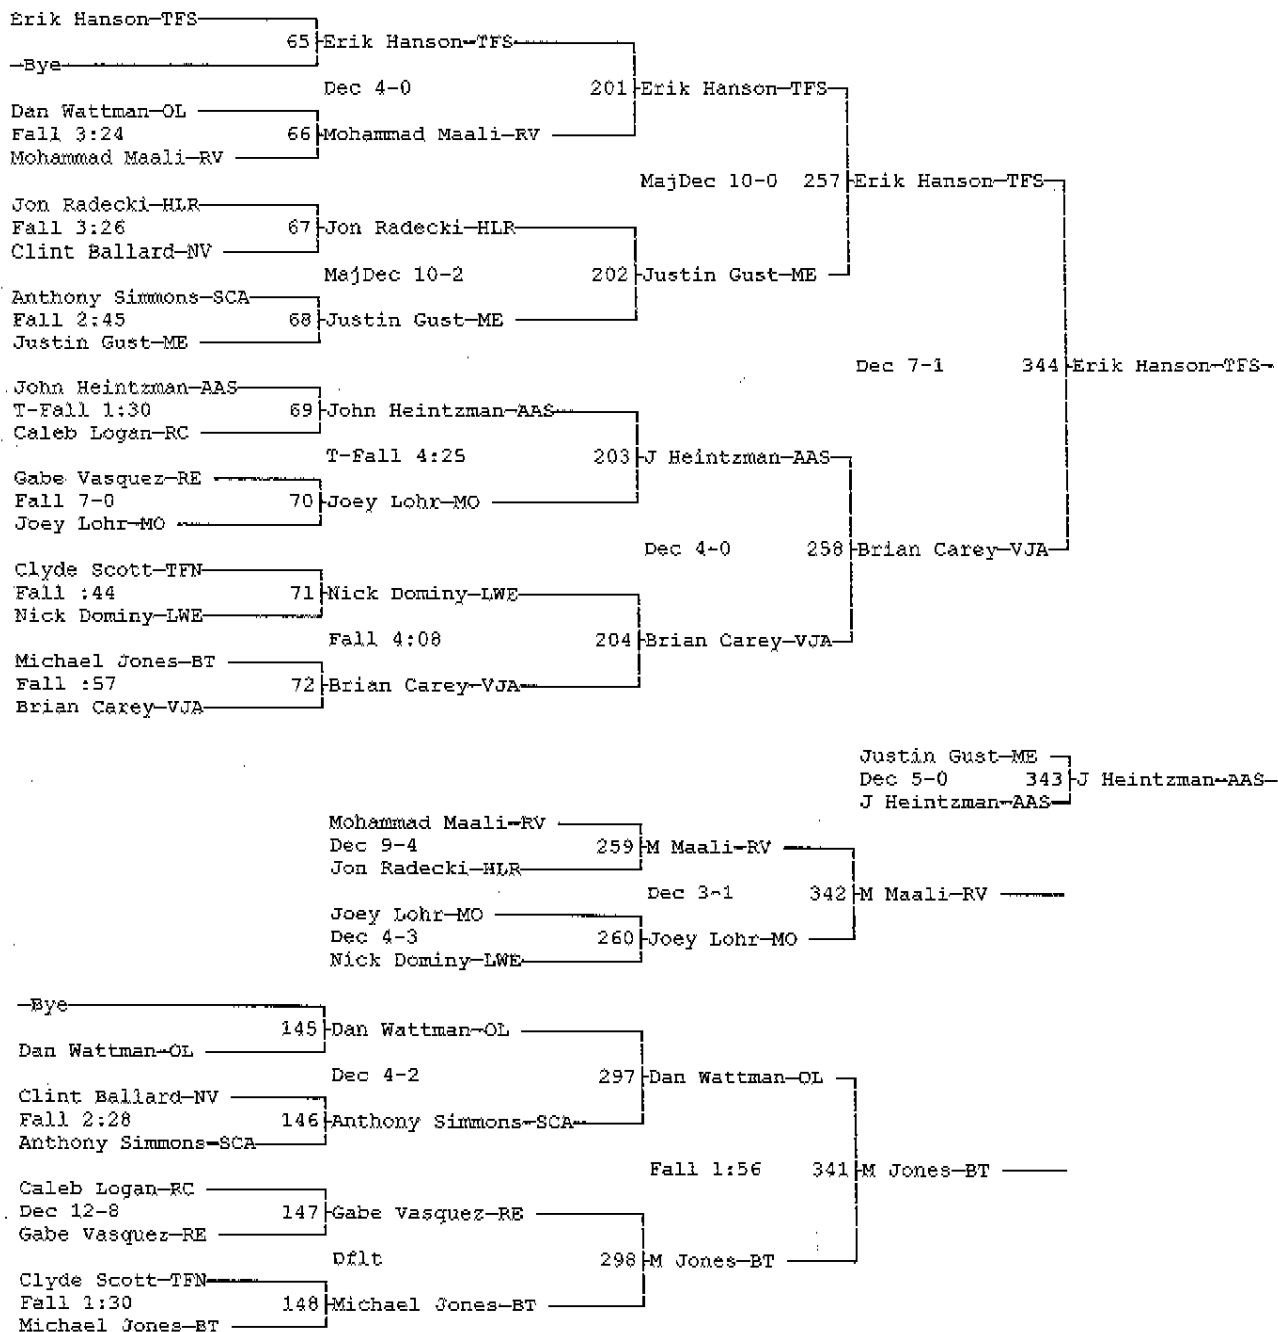 Erik Hanson-TFS
65 Erik Hanson-TFS
-Bye
Dec 4-0 201 Erik Hanson-TFS
Dan Wattman-OL
Fall 3:24 66 Mohammad Maali-RV
Mohammad Maali-RV
MajDec 10-0 257 Erik Hanson-TFS
Jon Radecki-HLR
Fall 3:26 67 Jon Radecki-HLR
Clint Ballard-NV
MajDec 10-2 202 Justin Gust-ME
Anthony Simmons-SCA
Fall 2:45 68 Justin Gust-ME
Justin Gust-ME
Dec 7-1 344 Erik Hanson-TFS
John Heintzman-AAS
T-Fall 1:30 69 John Heintzman-AAS
Caleb Logan-RC
T-Fall 4:25 203 J Heintzman-AAS
Gabe Vasquez-RE
Fall 7-0 70 Joey Lohr-MO
Joey Lohr-MO
Dec 4-0 258 Brian Carey-VJA
Clyde Scott-TFN
Fall :44 71 Nick Dominy-LWE
Nick Dominy-LWE
Fall 4:08 204 Brian Carey-VJA
Michael Jones-BT
Fall :57 72 Brian Carey-VJA
Brian Carey-VJA
Justin Gust-ME
Dec 5-0 343 J Heintzman-AAS
J Heintzman-AAS
Mohammad Maali-RV
Dec 9-4 259 M Maali-RV
Jon Radecki-HLR
Dec 3-1 342 M Maali-RV
Joey Lohr-MO
Dec 4-3 260 Joey Lohr-MO
Nick Dominy-LWE
-Bye
145 Dan Wattman-OL
Dan Wattman-OL
Dec 4-2 297 Dan Wattman-OL
Clint Ballard-NV
Fall 2:28 146 Anthony Simmons-SCA
Anthony Simmons-SCA
Fall 1:56 341 M Jones-BT
Caleb Logan-RC
Dec 12-8 147 Gabe Vasquez-RE
Gabe Vasquez-RE
Dflt 298 M Jones-BT
Clyde Scott-TFN
Fall 1:30 148 Michael Jones-BT
Michael Jones-BT